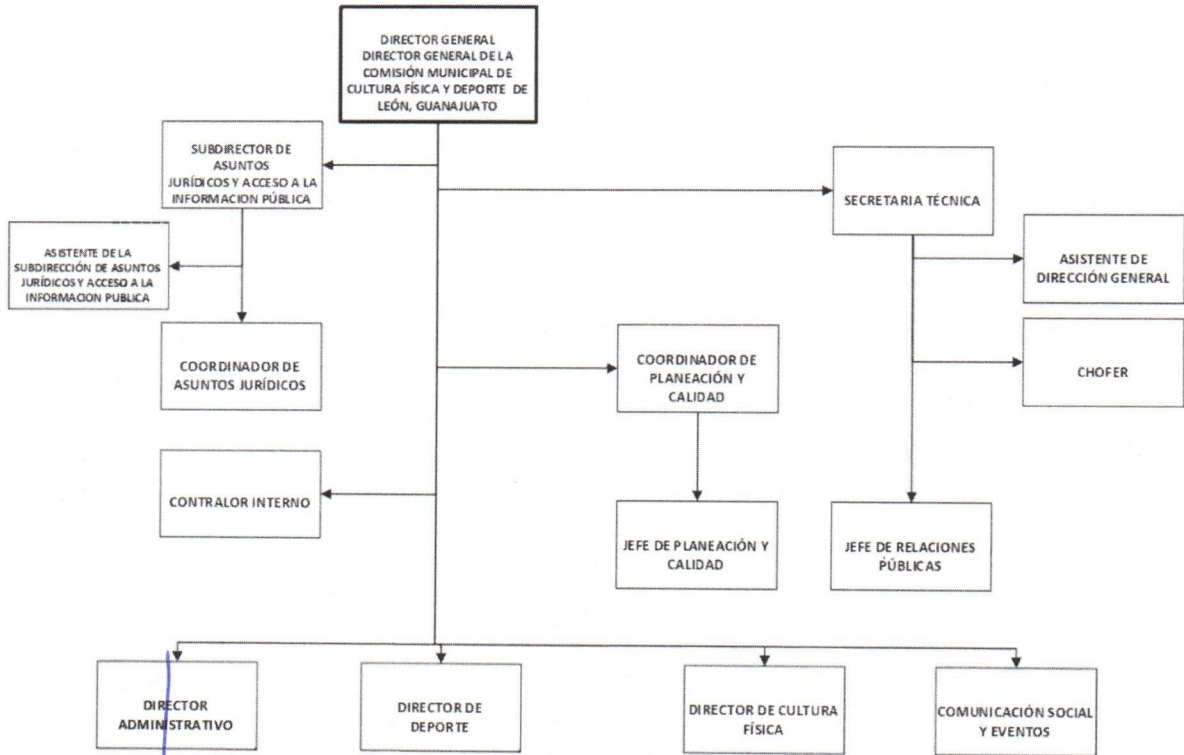 DIRECTOR GENERAL
DIRECTOR GENERAL DE LA
COMISIÓN MUNICIPAL DE
CULTURA FÍSICA Y DEPORTE DE
LEÓN, GUANAJUATO
SUBDIRECTOR DE
ASUNTOS
JURÍDICOS Y ACCESO A LA
INFORMACION PÚBLICA
SECRETARIA TÉCNICA
ASISTENTE DE LA
SUBDIRECCIÓN DE ASUNTOS
JURÍDICOS Y ACCESO A LA
INFORMACION PUBLICA
ASISTENTE DE
DIRECCIÓN GENERAL
COORDINADOR DE
ASUNTOS JURÍDICOS
COORDINADOR DE
PLANEACIÓN Y
CALIDAD
CHOFER
CONTRALOR INTERNO
JEFE DE PLANEACIÓN Y
CALIDAD
JEFE DE RELACIONES
PÚBLICAS
DIRECTOR
ADMINISTRATIVO
DIRECTOR DE
DEPORTE
DIRECTOR DE CULTURA
FÍSICA
COMUNICACIÓN SOCIAL
Y EVENTOS